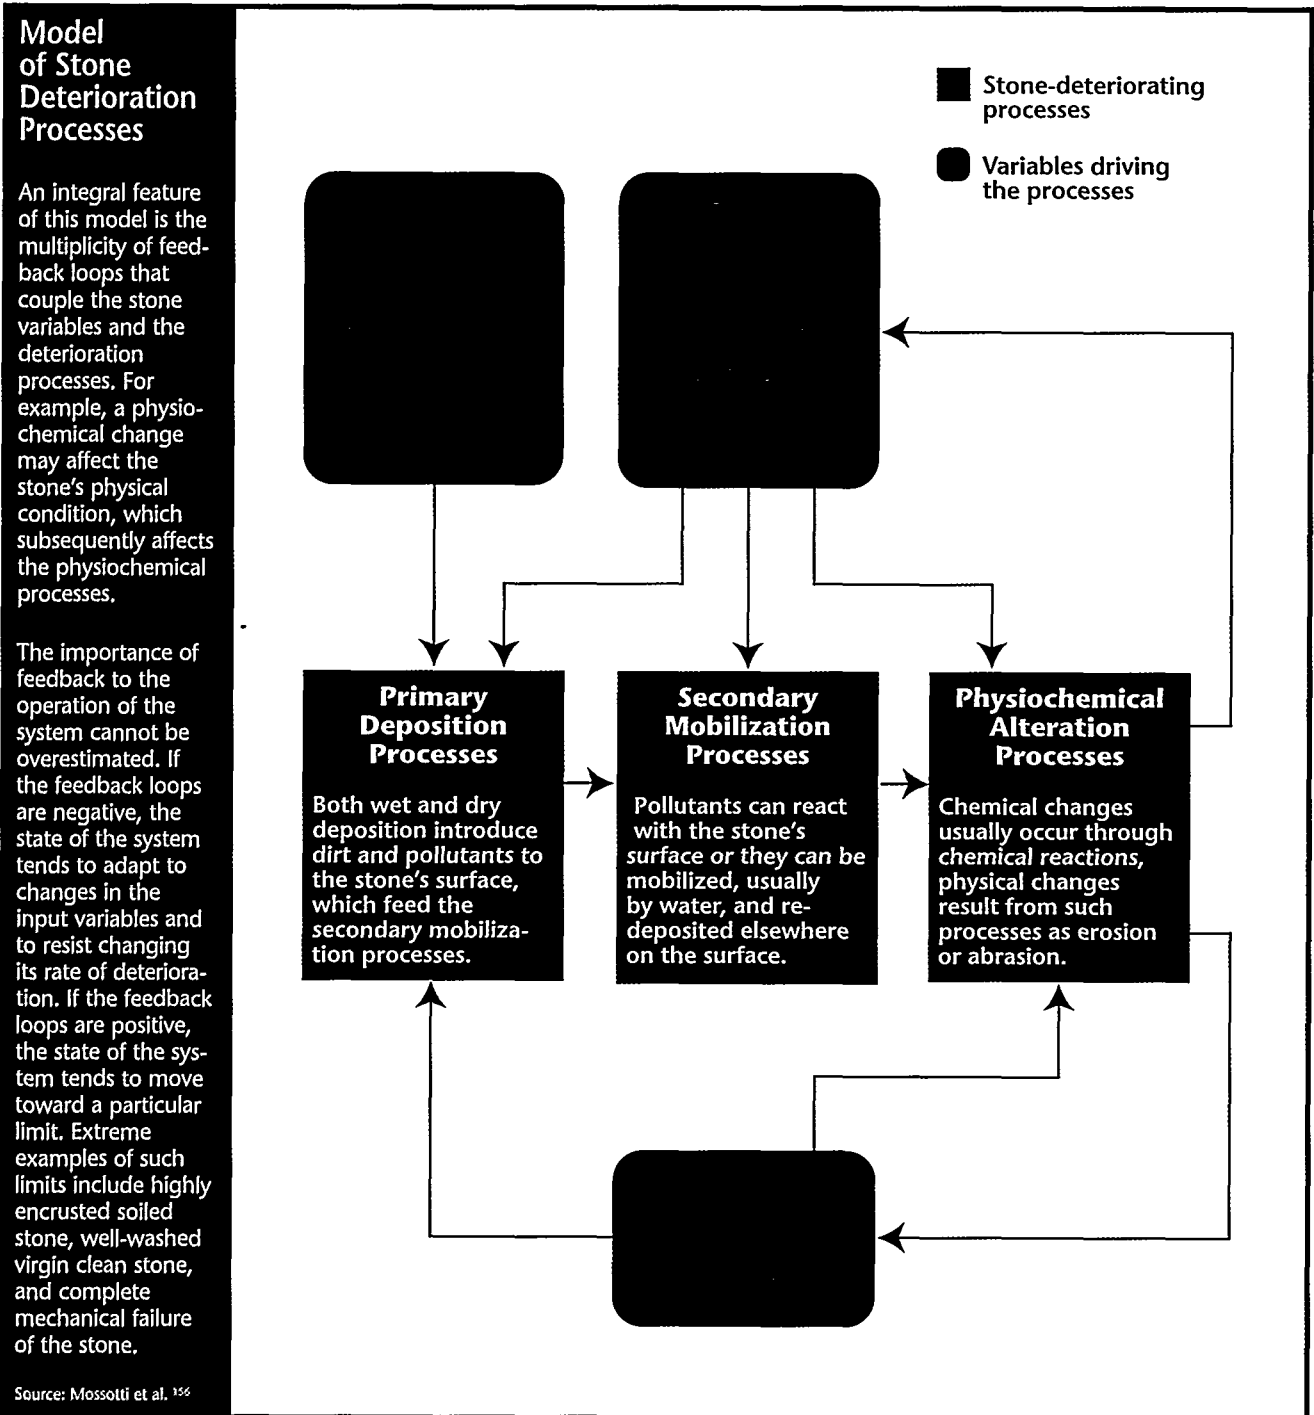 Model
of Stone
Deterioration
Processes
An integral feature
of this model is the
multiplicity of feed-
back loops that
couple the stone
variables and the
deterioration
processes. For
example, a physio-
chemical change
may affect the
stone's physical
condition, which
subsequently affects
the physiochemical
processes.
The importance of
feedback to the
operation of the
system cannot be
overestimated. If
the feedback loops
are negative, the
state of the system
tends to adapt to
changes in the
input variables and
to resist changing
its rate of deteriora-
tion. If the feedback
loops are positive,
the state of the sys-
tem tends to move
toward a particular
limit. Extreme
examples of such
limits include highly
encrusted soiled
stone, well-washed
virgin clean stone,
and complete
mechanical failure
of the stone.
Source: Mossotti et al. 156
Stone-deteriorating
processes
Variables driving
the processes
Primary
Deposition
Processes
Both wet and dry
deposition introduce
dirt and pollutants to
the stone's surface,
which feed the
secondary mobiliza-
tion processes.
Secondary
Mobilization
Processes
Pollutants can react
with the stone's
surface or they can be
mobilized, usually
by water, and re-
deposited elsewhere
on the surface.
Physiochemical
Alteration
Processes
Chemical changes
usually occur through
chemical reactions,
physical changes
result from such
processes as erosion
or abrasion.